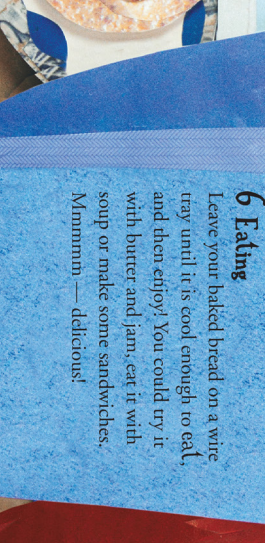 6 Eating
Leave your baked bread on a wire
tray until it is cool enough to eat,
and then enjoy! You could try it
with butter and jam, eat it with
soup or make some sandwiches.
Mmmmm — delicious!